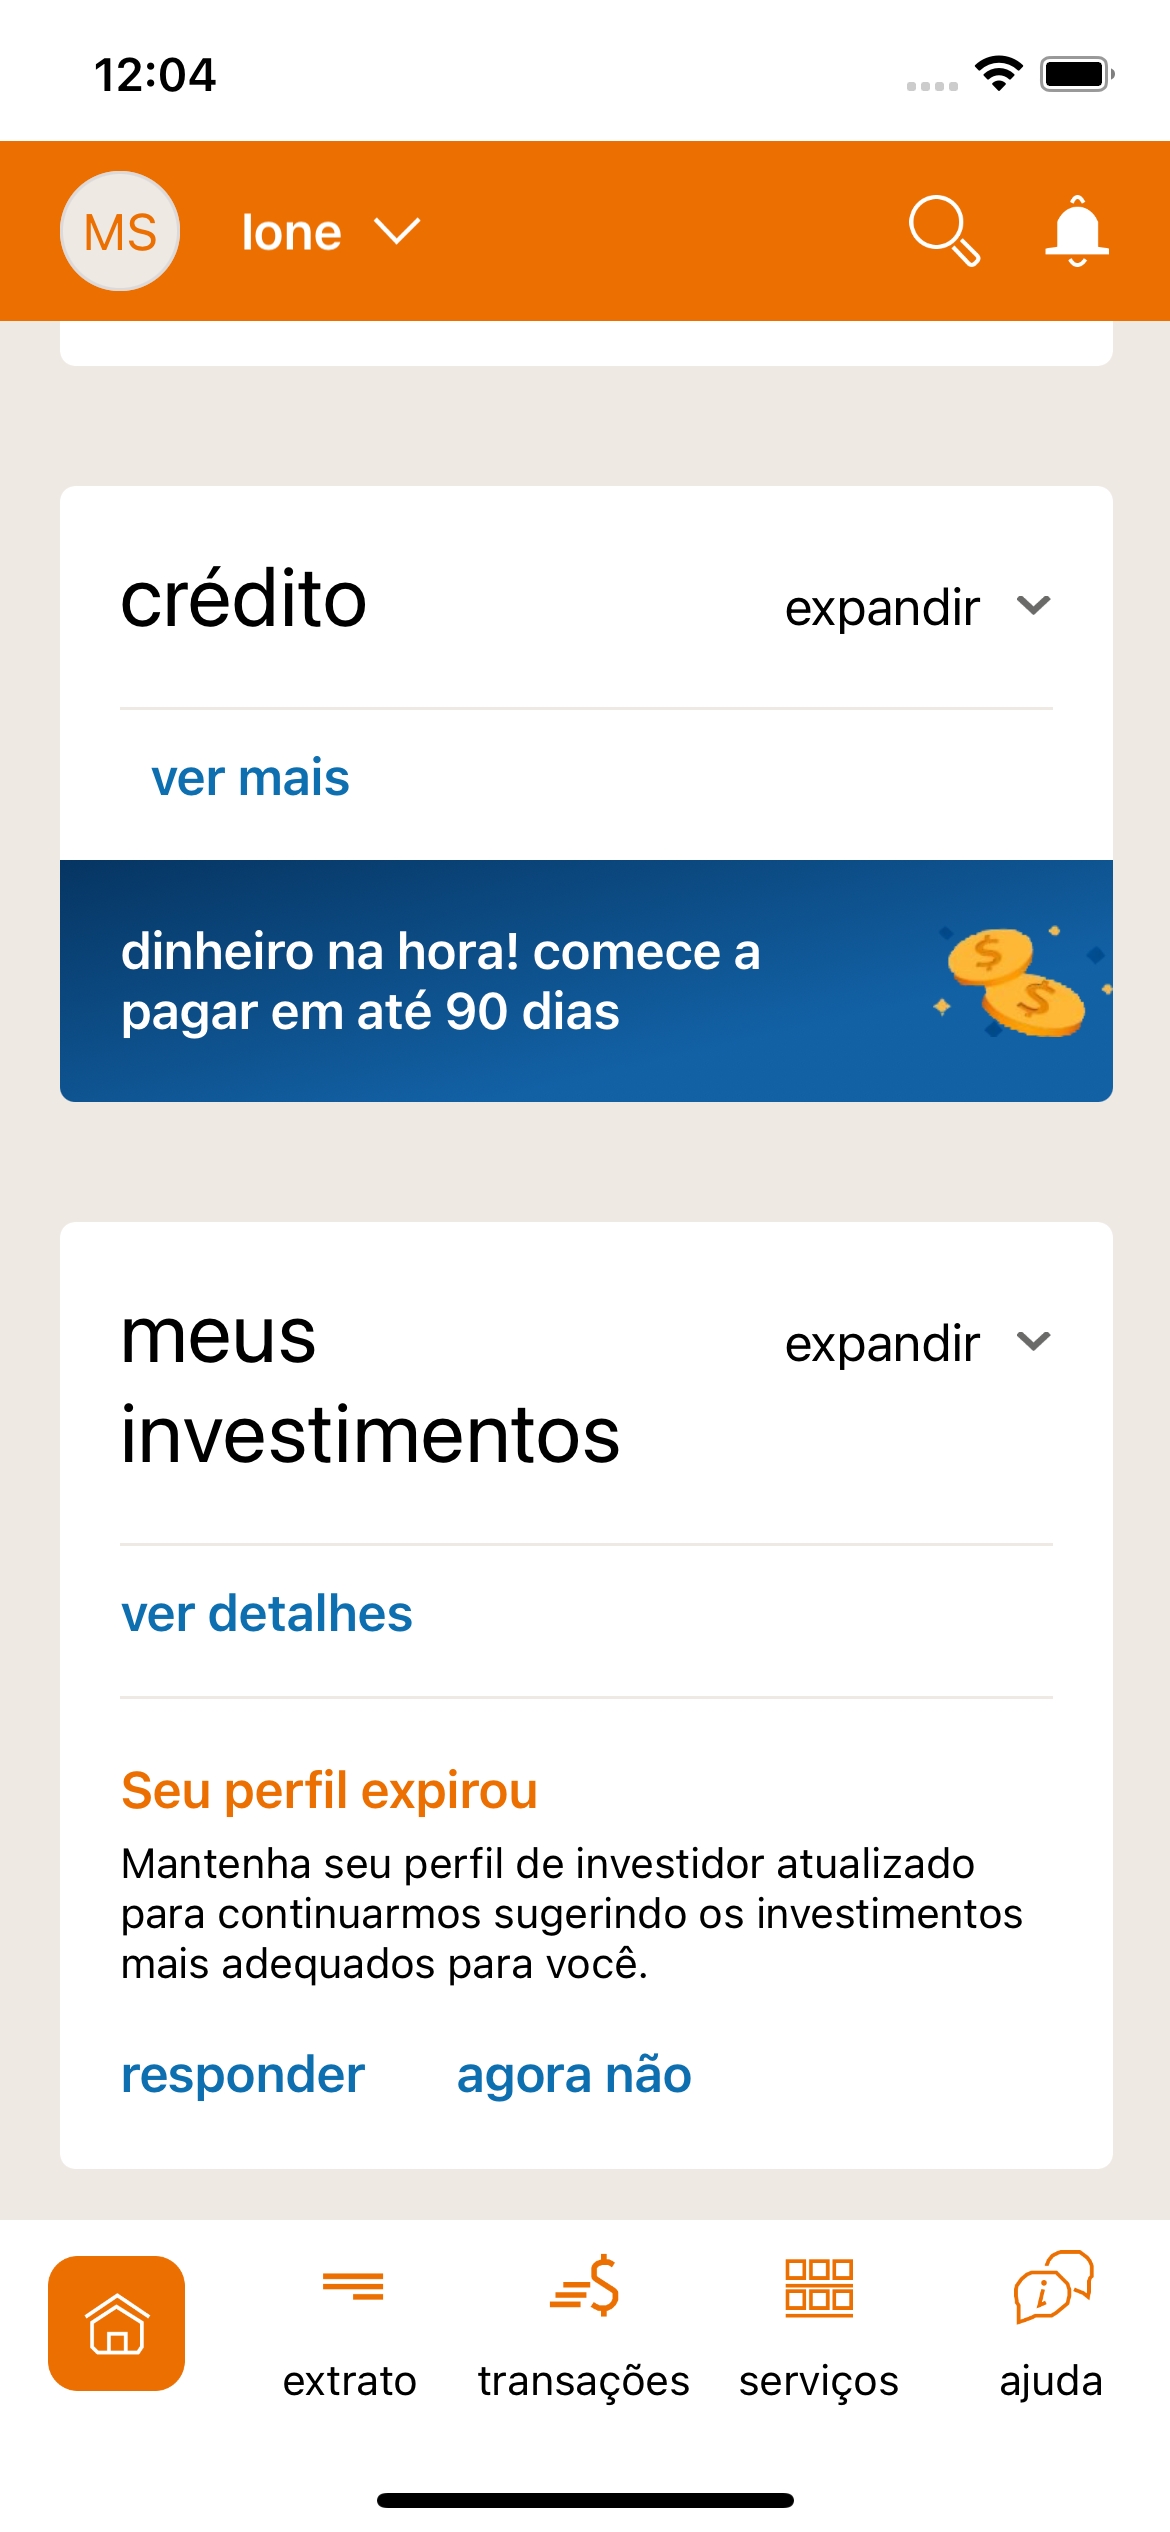 12:04
MS
Ione
crédito
expandir
ver mais
dinheiro na hora! comece a
pagar em até 90 dias
meus
investimentos
expandir
ver detalhes
Seu perfil expirou
Mantenha seu perfil de investidor atualizado
para continuarmos sugerindo os investimentos
mais adequados para você.
responder
agora não
extrato
transações
serviços
ajuda